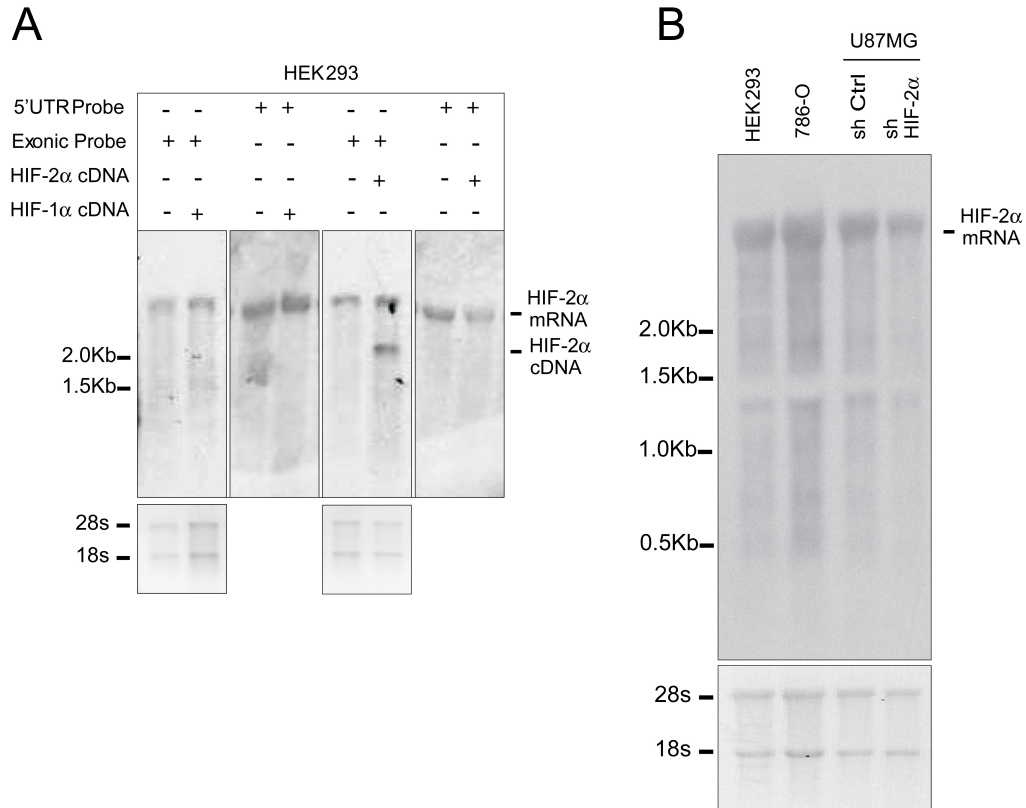 A
HEK293
5'UTR Probe - - + + - - + +
Exonic Probe + + - - + + - -
HIF-2α cDNA - - - - - + - +
HIF-1α cDNA - + - + - - - -
HIF-2α
mRNA
HIF-2α
cDNA
2.0Kb
1.5Kb
28s
18s
B
U87MG
HEK293
786-O
sh Ctrl
sh
HIF-2α
HIF-2α
mRNA
2.0Kb
1.5Kb
1.0Kb
0.5Kb
28s
18s